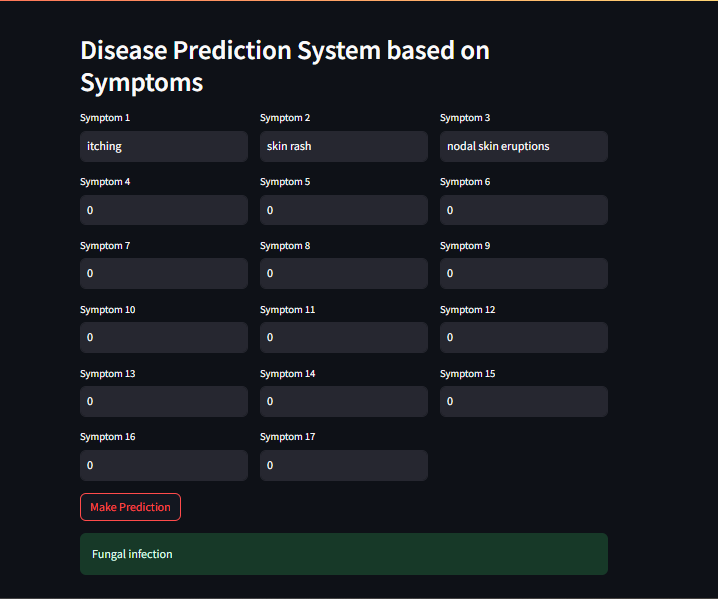 Disease Prediction System based on
Symptoms
Symptom 1
Symptom 2
Symptom 3
itching
skin rash
nodal skin eruptions
Symptom 4
Symptom 5
Symptom 6
0
0
0
Symptom 7
Symptom 8
Symptom 9
0
0
0
Symptom 10
Symptom 11
Symptom 12
0
0
0
Symptom 13
Symptom 14
Symptom 15
0
0
0
Symptom 16
Symptom 17
0
0
Make Prediction
Fungal infection